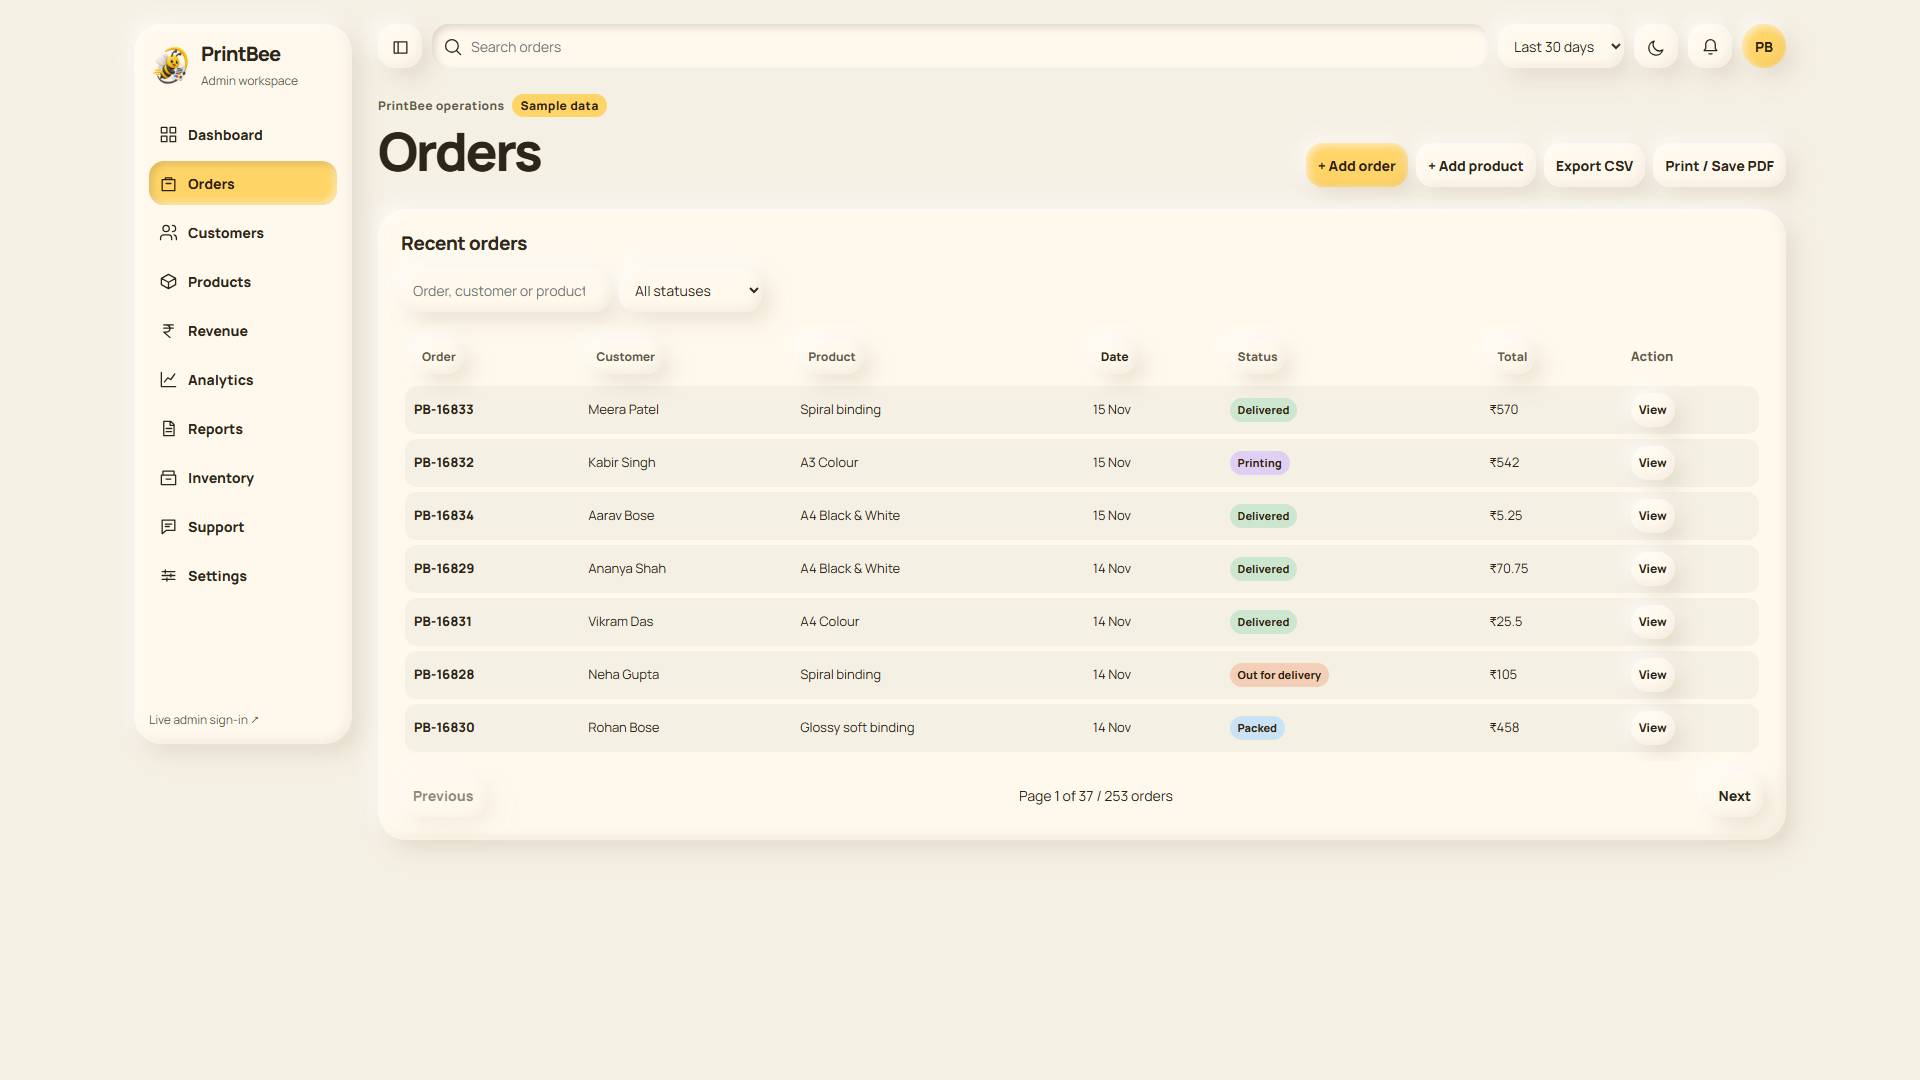 PrintBee
Admin workspace
Dashboard
Orders
Customers
Products
Revenue
Analytics
Reports
Inventory
Support
Settings
Live admin sign-in ↗
Search orders
Last 30 days
PB
PrintBee operations Sample data
Orders
+ Add order + Add product Export CSV Print / Save PDF
Recent orders
Order, customer or product All statuses
Order Customer Product Date Status Total Action
PB-16833 Meera Patel Spiral binding 15 Nov Delivered ₹570 View
PB-16832 Kabir Singh A3 Colour 15 Nov Printing ₹542 View
PB-16834 Aarav Bose A4 Black & White 15 Nov Delivered ₹5.25 View
PB-16829 Ananya Shah A4 Black & White 14 Nov Delivered ₹70.75 View
PB-16831 Vikram Das A4 Colour 14 Nov Delivered ₹25.5 View
PB-16828 Neha Gupta Spiral binding 14 Nov Out for delivery ₹105 View
PB-16830 Rohan Bose Glossy soft binding 14 Nov Packed ₹458 View
Previous Page 1 of 37 / 253 orders Next